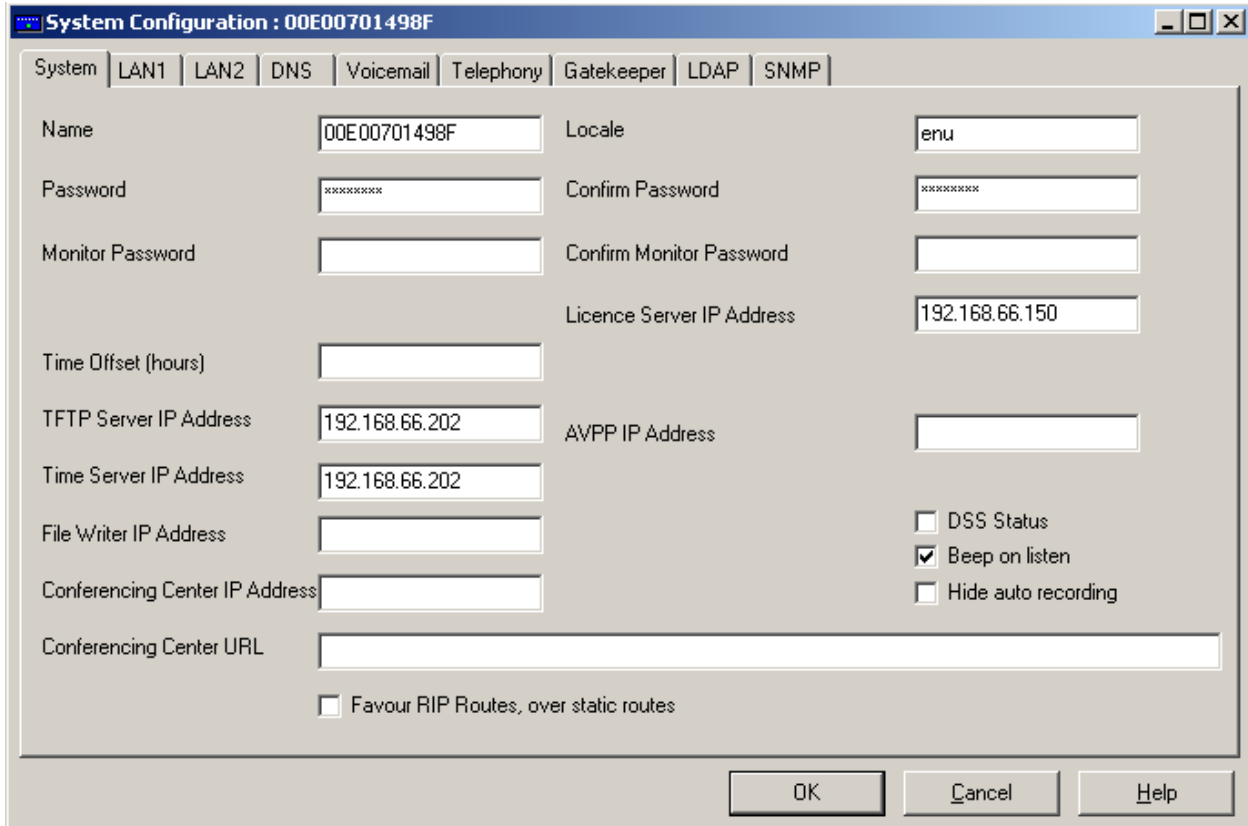 System Configuration : 00E00701498F
System LAN1 LAN2 DNS Voicemail Telephony Gatekeeper LDAP SNMP
Name 00E00701498F Locale enu
Password xxxxxxxx Confirm Password xxxxxxxx
Monitor Password Confirm Monitor Password
Licence Server IP Address 192.168.66.150
Time Offset (hours)
TFTP Server IP Address 192.168.66.202 AVPP IP Address
Time Server IP Address 192.168.66.202
File Writer IP Address DSS Status
Beep on listen
Conferencing Center IP Address Hide auto recording
Conferencing Center URL
Favour RIP Routes, over static routes
OK Cancel Help